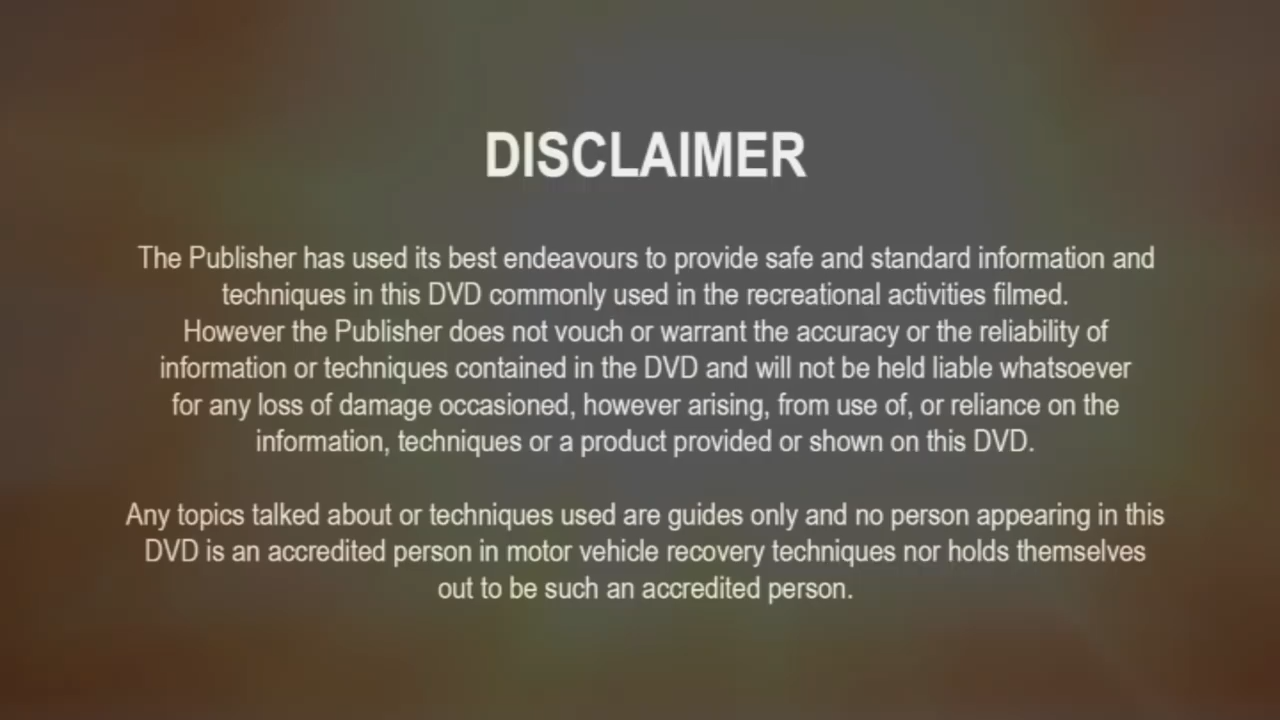 DISCLAIMER
The Publisher has used its best endeavours to provide safe and standard information and
techniques in this DVD commonly used in the recreational activities filmed.
However the Publisher does not vouch or warrant the accuracy or the reliability of
information or techniques contained in the DVD and will not be held liable whatsoever
for any loss of damage occasioned, however arising, from use of, or reliance on the
information, techniques or a product provided or shown on this DVD.
Any topics talked about or techniques used are guides only and no person appearing in this
DVD is an accredited person in motor vehicle recovery techniques nor holds themselves
out to be such an accredited person.